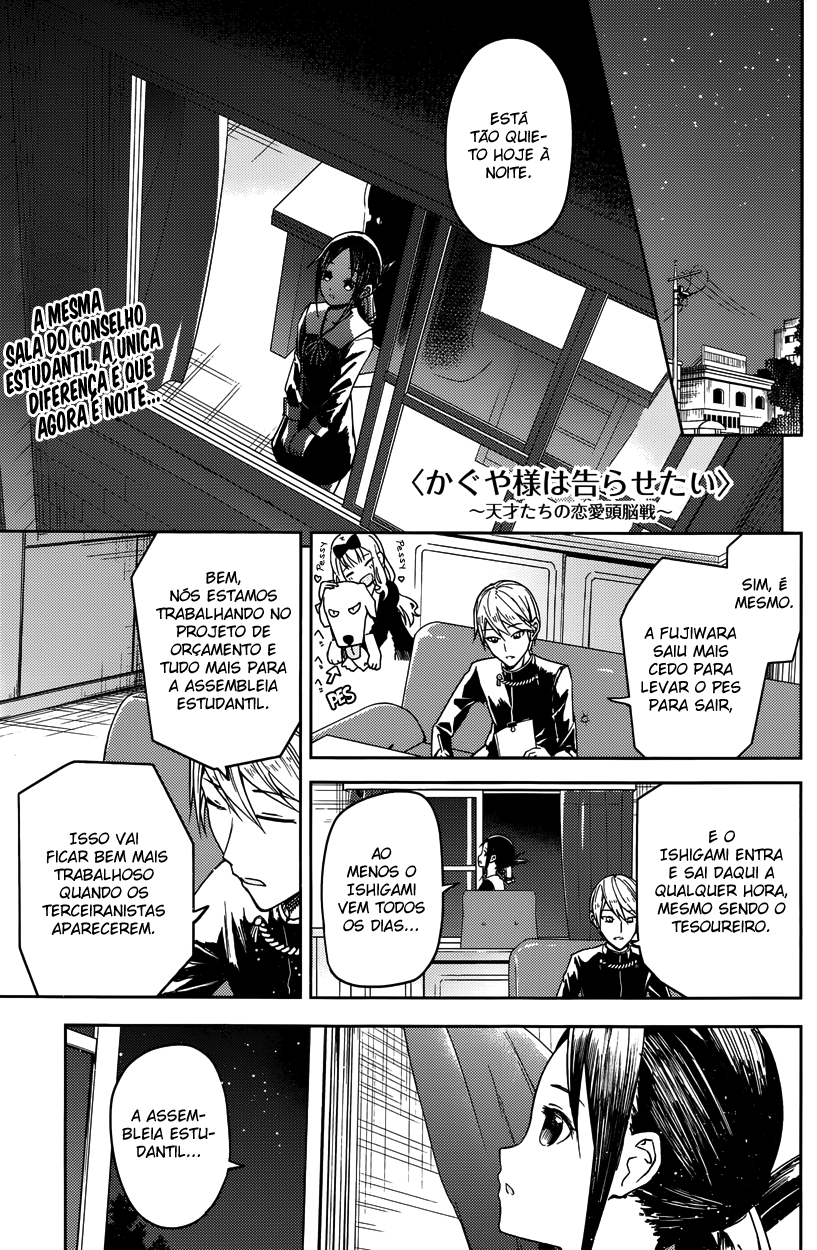 ESTÁ
TÃO QUIE-
TO HOJE À
NOITE.
A MESMA
SALA DO CONSELHO
ESTUDANTIL, A UNICA
DIFERENÇA E QUE
AGORA É NOITE...
〈かぐや様は告らせたい〉
～天才たちの恋愛頭脳戦～
SIM, É
MESMO.
A FUJIWARA
SAIU MAIS
CEDO PARA
LEVAR O PES
PARA SAIR,
PESSY
PESSY
PES
E O
ISHIGAMI ENTRA
E SAI DAQUI A
QUALQUER HORA,
MESMO SENDO O
TESOUREIRO.
AO
MENOS O
ISHIGAMI
VEM TODOS
OS DIAS...
BEM,
NÓS ESTAMOS
TRABALHANDO NO
PROJETO DE
ORÇAMENTO E
TUDO MAIS PARA
A ASSEMBLEIA
ESTUDANTIL.
ISSO VAI
FICAR BEM MAIS
TRABALHOSO
QUANDO OS
TERCEIRANISTAS
APARECEREM.
A ASSEM-
BLEIA ESTU-
DANTIL...